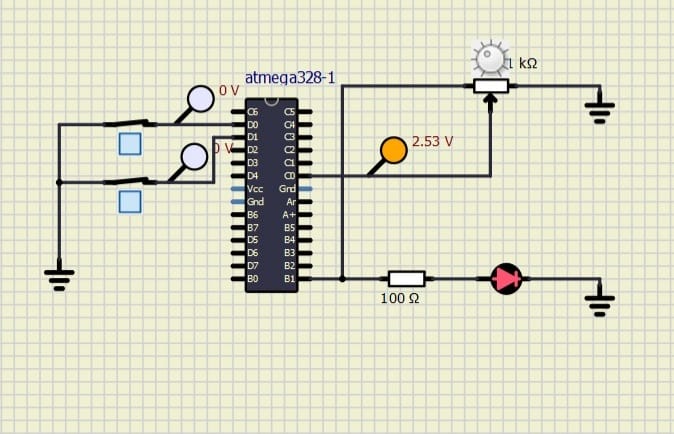 atmega328-1
1 kΩ
0 V
C6 C5
D0 C4
D1 C3
D2 C2
D3 C1
D4 C0
Vcc Gnd
Gnd Ar
B6 A+
B7 B5
D5 B4
D6 B3
D7 B2
B0 B1
0 V
2.53 V
100 Ω